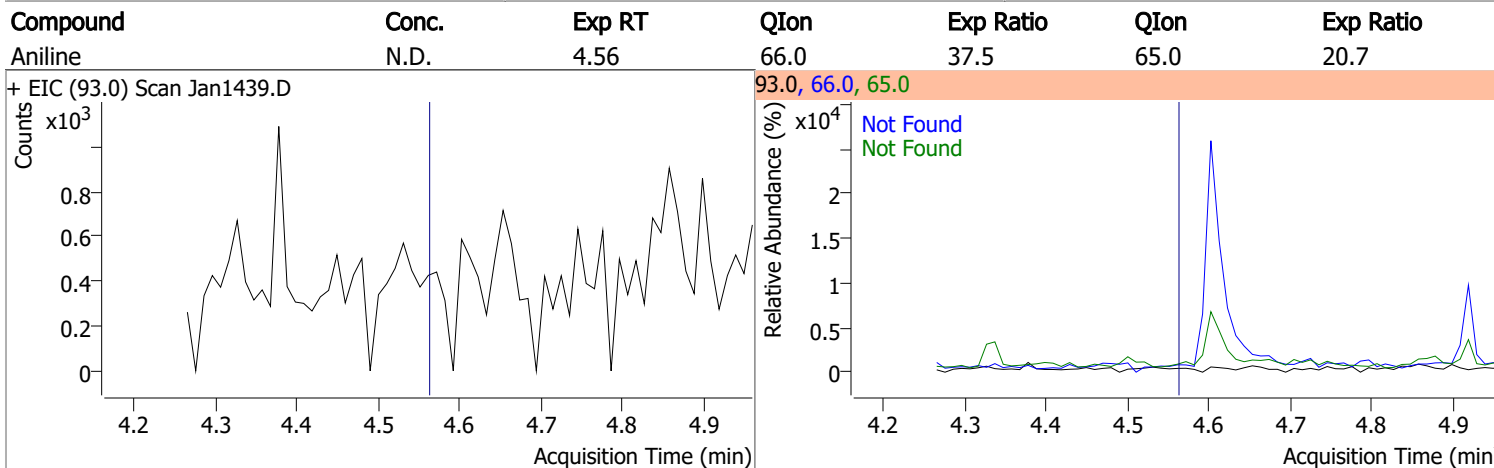 Compound Conc. Exp RT QIon Exp Ratio QIon Exp Ratio
Aniline N.D. 4.56 66.0 37.5 65.0 20.7
+ EIC (93.0) Scan Jan1439.D
Counts
x10³
0.8
0.6
0.4
0.2
0
4.2 4.3 4.4 4.5 4.6 4.7 4.8 4.9
Acquisition Time (min)
93.0, 66.0, 65.0
Relative Abundance (%)
x10⁴
Not Found
Not Found
2
1.5
1
0.5
0
4.2 4.3 4.4 4.5 4.6 4.7 4.8 4.9
Acquisition Time (min